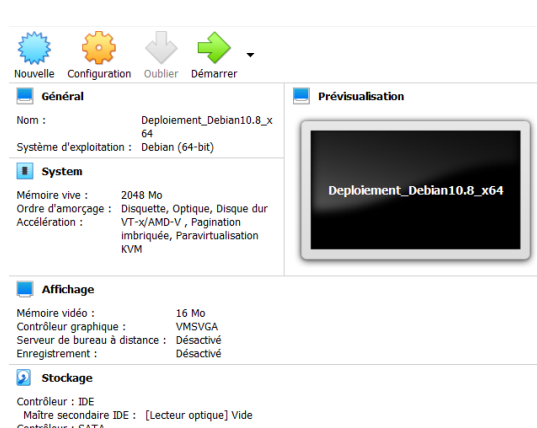 Nouvelle Configuration Oublier Démarrer
Général
Nom : Deploiement_Debian10.8_x
64
Système d'exploitation : Debian (64-bit)
Prévisualisation
Deploiement_Debian10.8_x64
System
Mémoire vive : 2048 Mo
Ordre d'amorçage : Disquette, Optique, Disque dur
Accélération : VT-x/AMD-V , Pagination
imbriquée, Paravirtualisation
KVM
Affichage
Mémoire vidéo : 16 Mo
Contrôleur graphique : VMSVGA
Serveur de bureau à distance : Désactivé
Enregistrement : Désactivé
Stockage
Contrôleur : IDE
Maître secondaire IDE : [Lecteur optique] Vide
Contrôleur : SATA